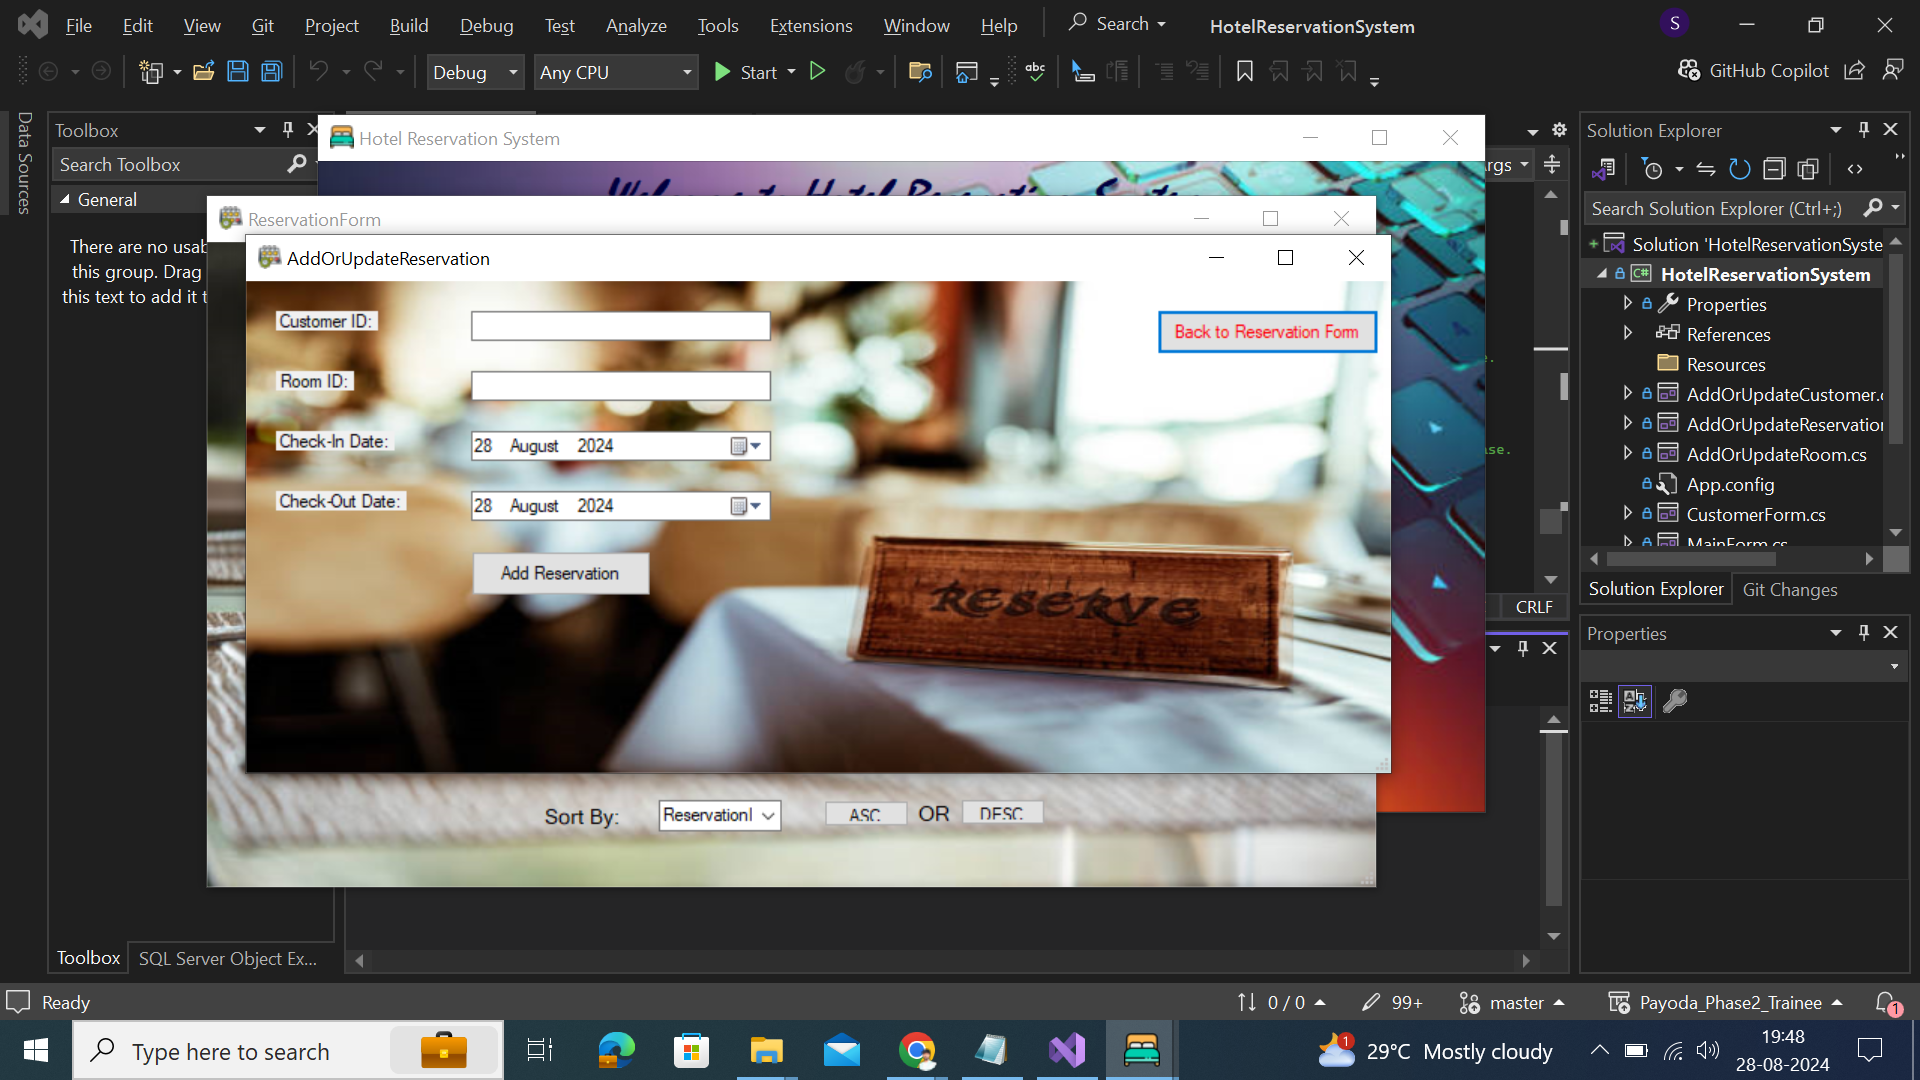 File Edit View Git Project Build Debug Test Analyze Tools Extensions Window Help Search HotelReservationSystem S
Debug Any CPU Start abc GitHub Copilot
Data Sources
Toolbox
Search Toolbox
General
There are no usab
this group. Drag
this text to add it t
Hotel Reservation System
ReservationForm
AddOrUpdateReservation
Customer ID:
Back to Reservation Form
Room ID:
Check-In Date:
28 August 2024
Check-Out Date:
28 August 2024
Add Reservation
RESERVE
Sort By: ReservationI ASC OR DESC
CRLF
Solution Explorer
Search Solution Explorer (Ctrl+;)
Solution 'HotelReservationSyste
C# HotelReservationSystem
Properties
References
Resources
AddOrUpdateCustomer.c
AddOrUpdateReservation
AddOrUpdateRoom.cs
App.config
CustomerForm.cs
MainForm.cs
Solution Explorer Git Changes
Properties
Toolbox SQL Server Object Ex...
Ready 0 / 0 99+ master Payoda_Phase2_Trainee 1
Type here to search 1 29°C Mostly cloudy 19:48
28-08-2024